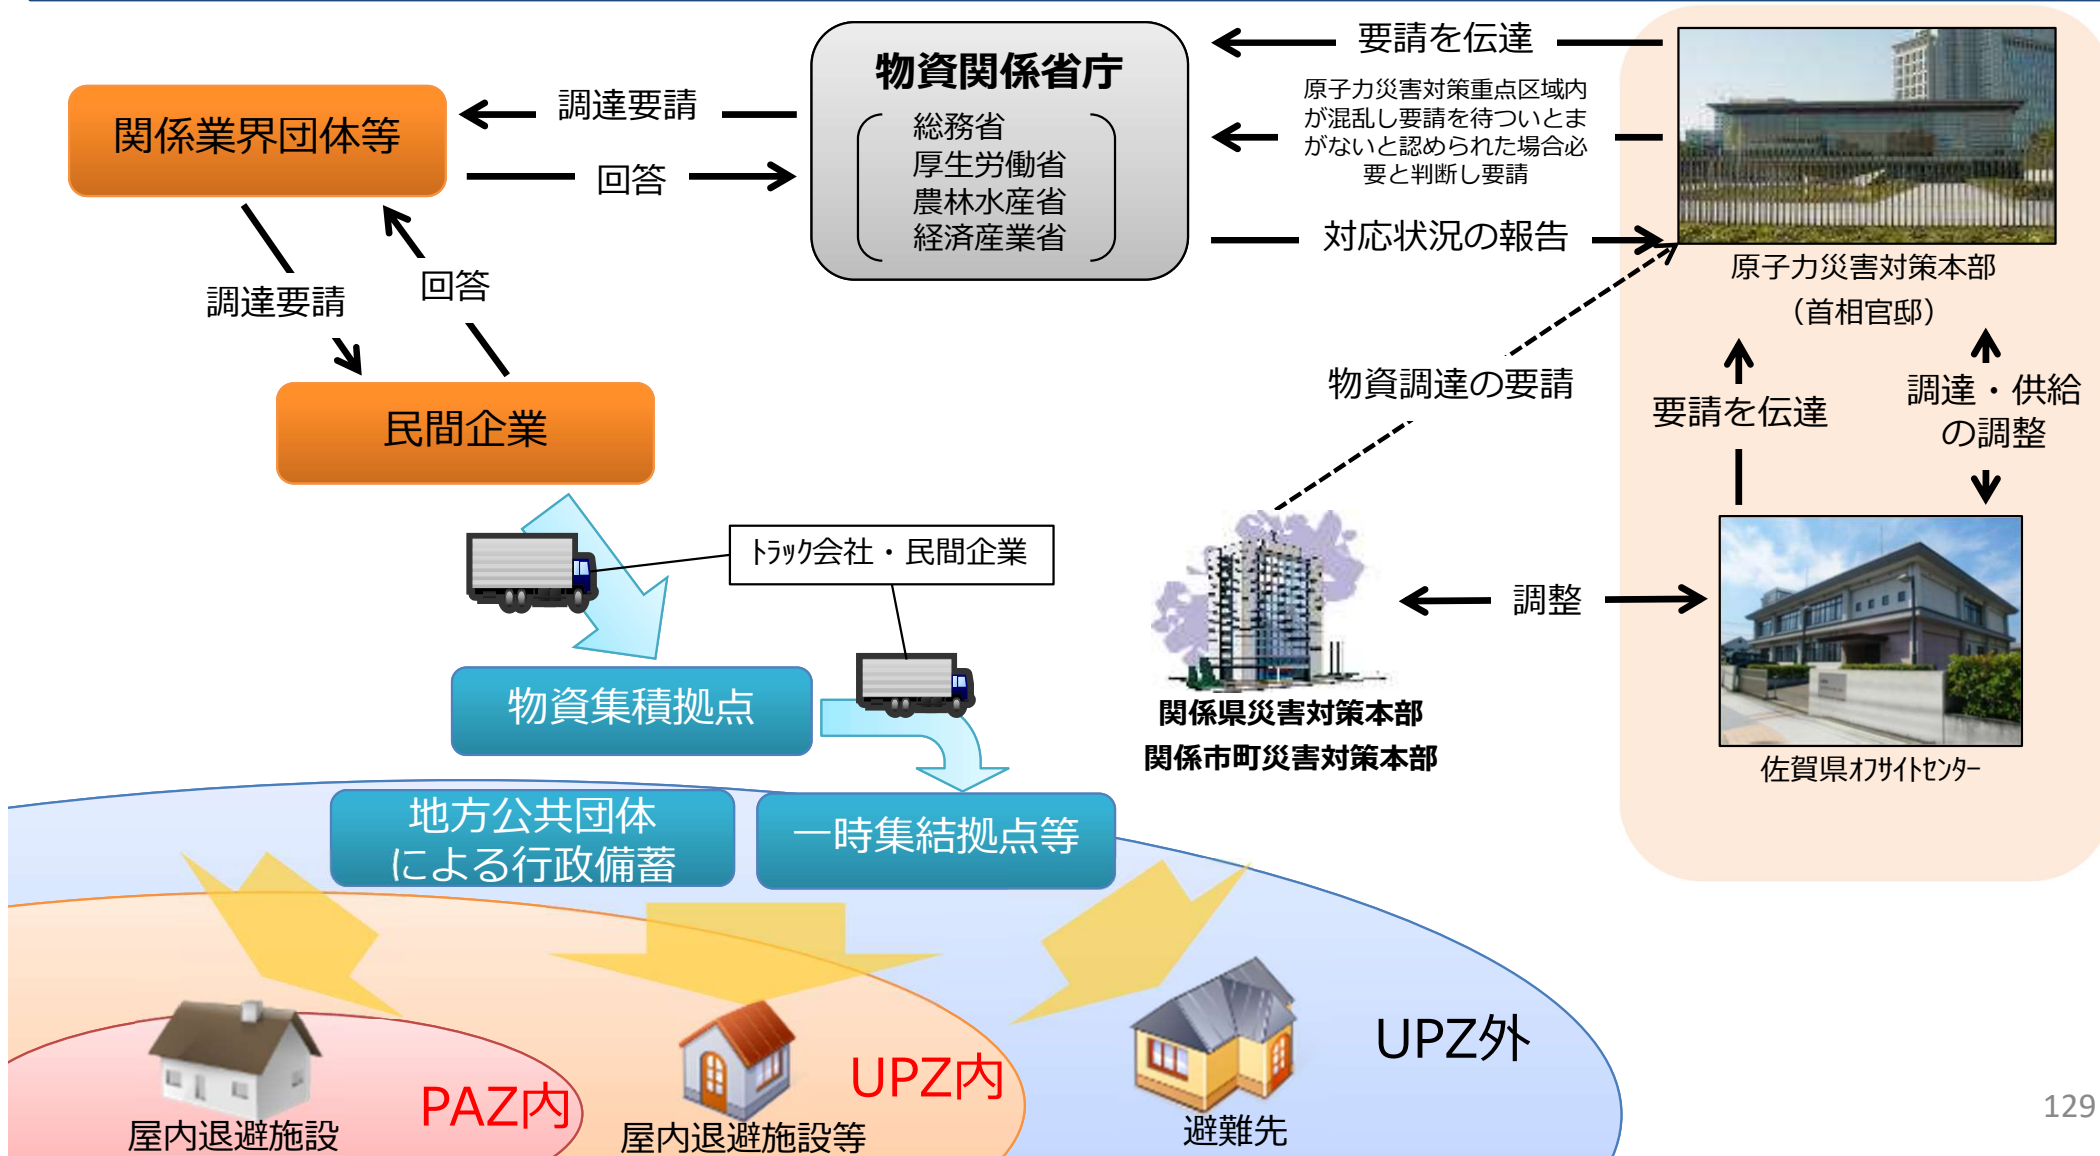 要請を伝達
物資関係省庁
総務省
厚生労働省
農林水産省
経済産業省
原子力災害対策重点区域内
が混乱し要請を待ついとま
がないと認められた場合必
要と判断し要請
調達要請
関係業界団体等
回答
対応状況の報告
原子力災害対策本部
（首相官邸）
調達要請
回答
物資調達の要請
要請を伝達
調達・供給
の調整
民間企業
ﾄﾗｯｸ会社・民間企業
調整
物資集積拠点
関係県災害対策本部
関係市町災害対策本部
佐賀県ｵﾌｻｲﾄｾﾝﾀｰ
地方公共団体
による行政備蓄
一時集結拠点等
UPZ外
UPZ内
PAZ内
屋内退避施設
屋内退避施設等
避難先
129